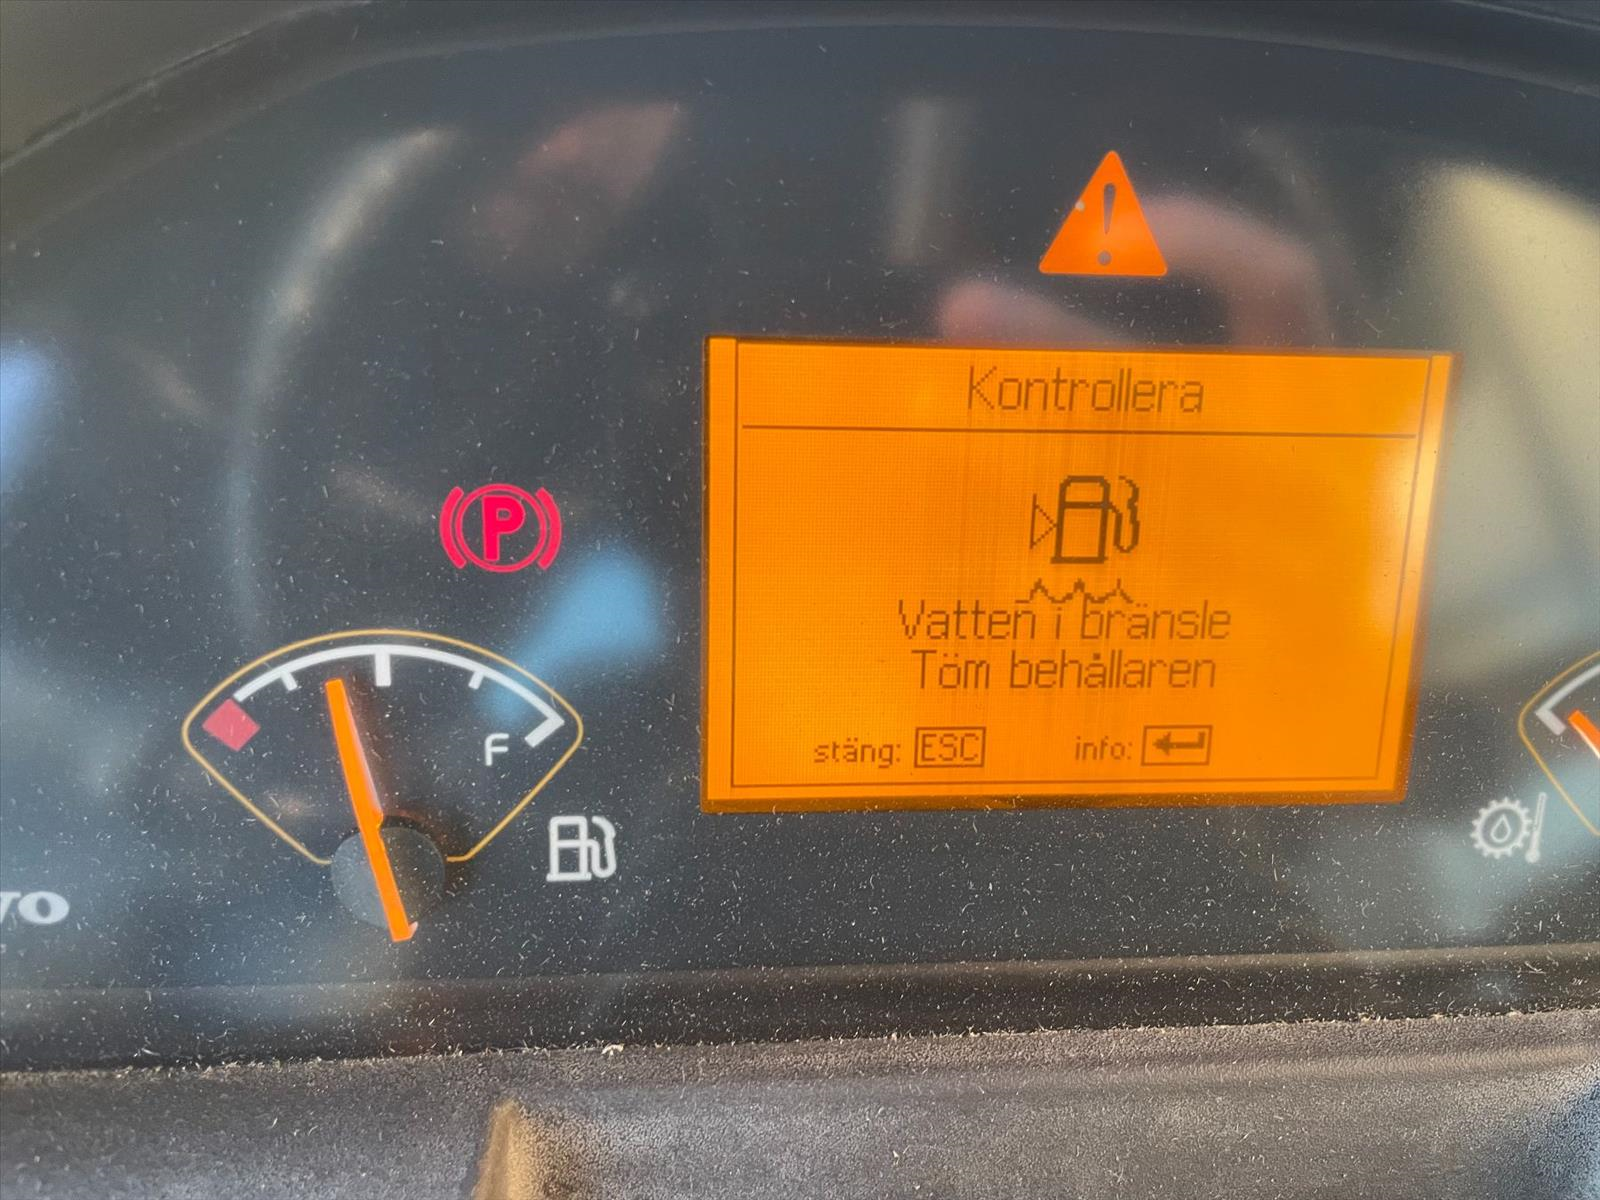 Kontrollera
P
Vatten i bränsle
Töm behållaren
F
stäng: ESC
info: